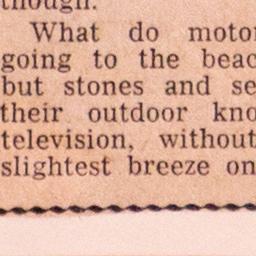 though.
What do motor
going to the beac
but stones and se
their outdoor kno
television, without
slightest breeze on